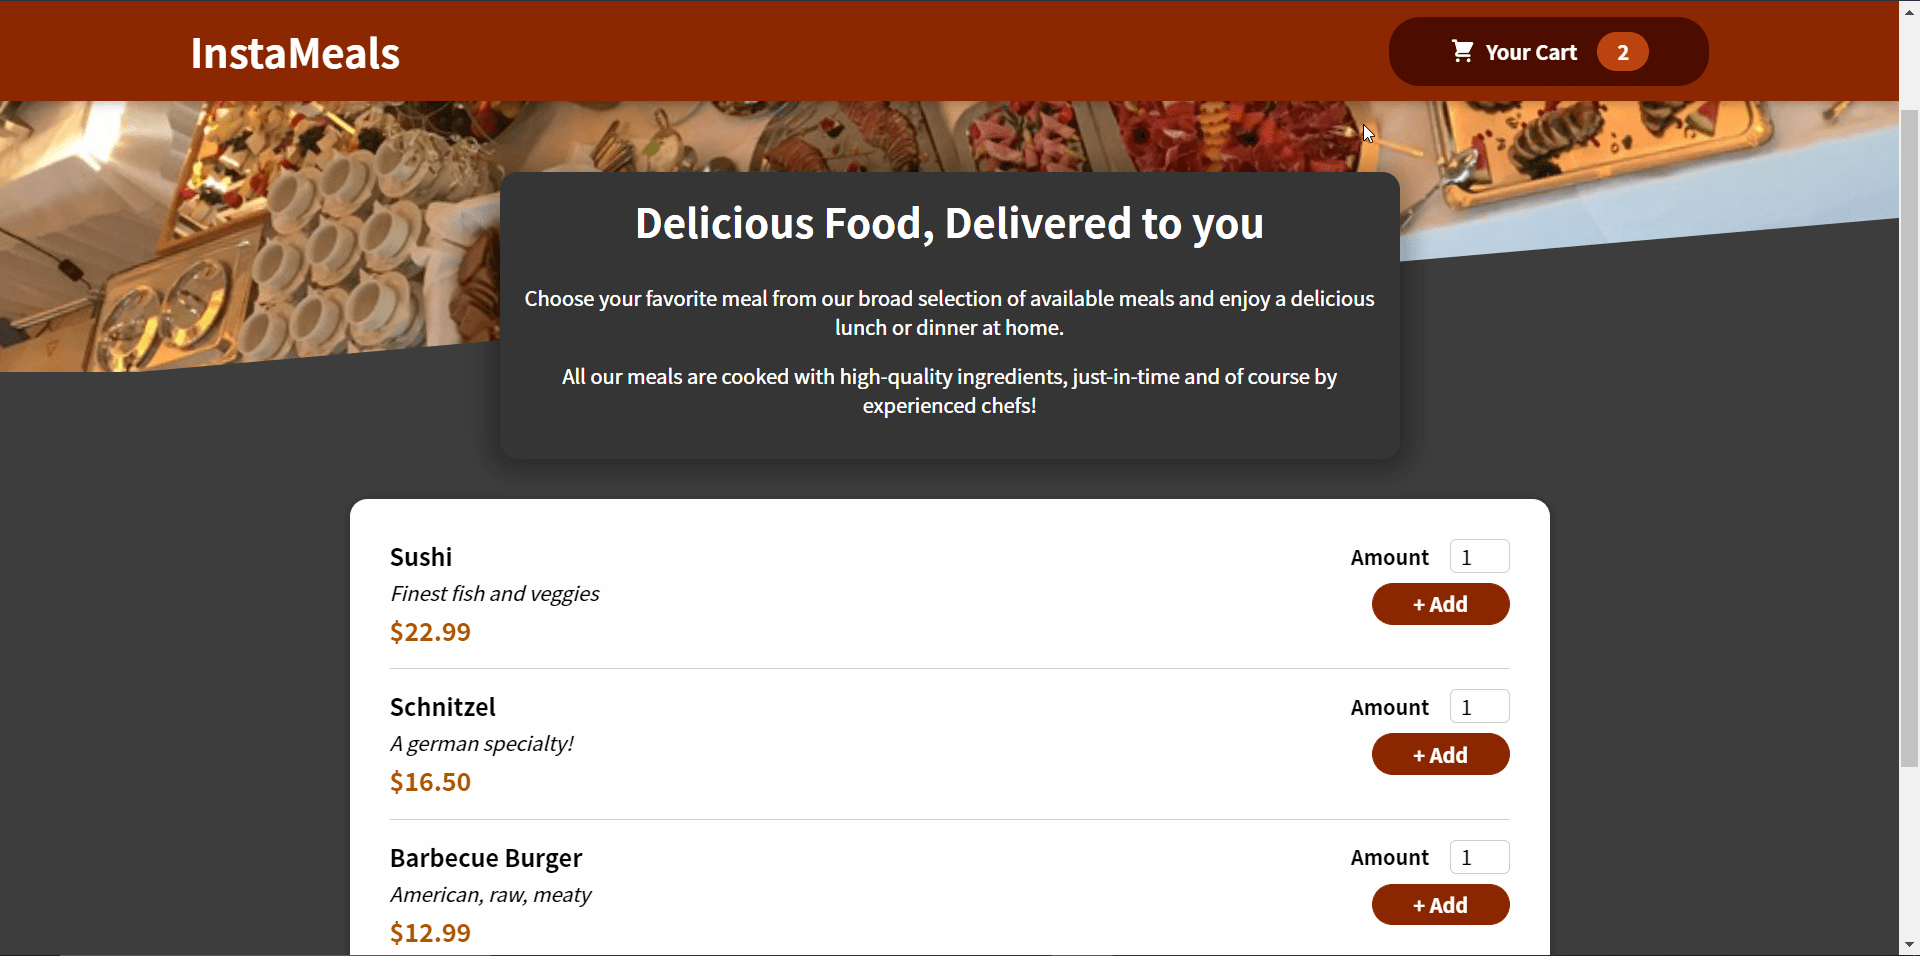 InstaMeals
Your Cart 2
Delicious Food, Delivered to you
Choose your favorite meal from our broad selection of available meals and enjoy a delicious
lunch or dinner at home.
All our meals are cooked with high-quality ingredients, just-in-time and of course by
experienced chefs!
Sushi
Finest fish and veggies
$22.99
Amount 1
+ Add
Schnitzel
A german specialty!
$16.50
Amount 1
+ Add
Barbecue Burger
American, raw, meaty
$12.99
Amount 1
+ Add